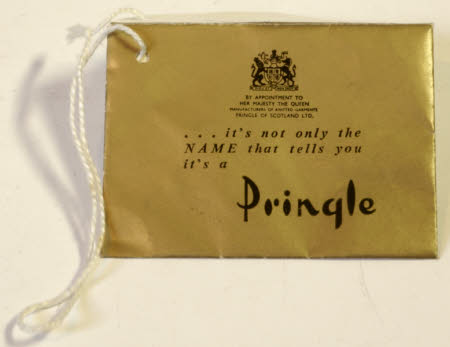 BY APPOINTMENT TO
HER MAJESTY THE QUEEN
MANUFACTURERS OF KNITTED GARMENTS
PRINGLE OF SCOTLAND LTD.
. . . it's not only the
NAME that tells you
it's a
Pringle